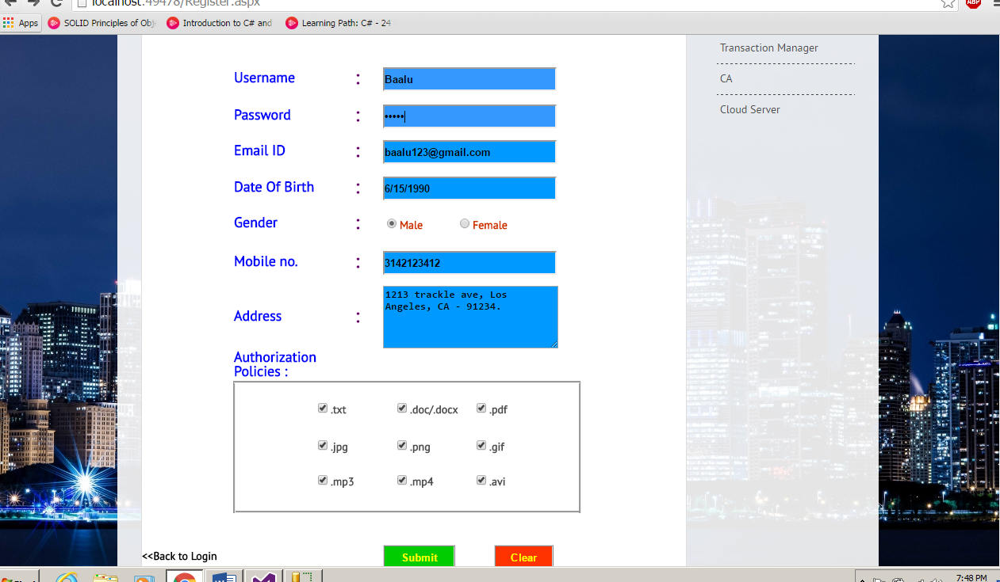 localhost:49478/Register.aspx
ABP
Apps SOLID Principles of Obj Introduction to C# and Learning Path: C# - 24
Transaction Manager
CA
Cloud Server
Username : Baalu
Password : •••••
Email ID : baalu123@gmail.com
Date Of Birth : 6/15/1990
Gender : Male Female
Mobile no. : 3142123412
Address : 1213 trackle ave, Los
Angeles, CA - 91234.
Authorization
Policies :
.txt .doc/.docx .pdf
.jpg .png .gif
.mp3 .mp4 .avi
<<Back to Login Submit Clear
7:48 PM